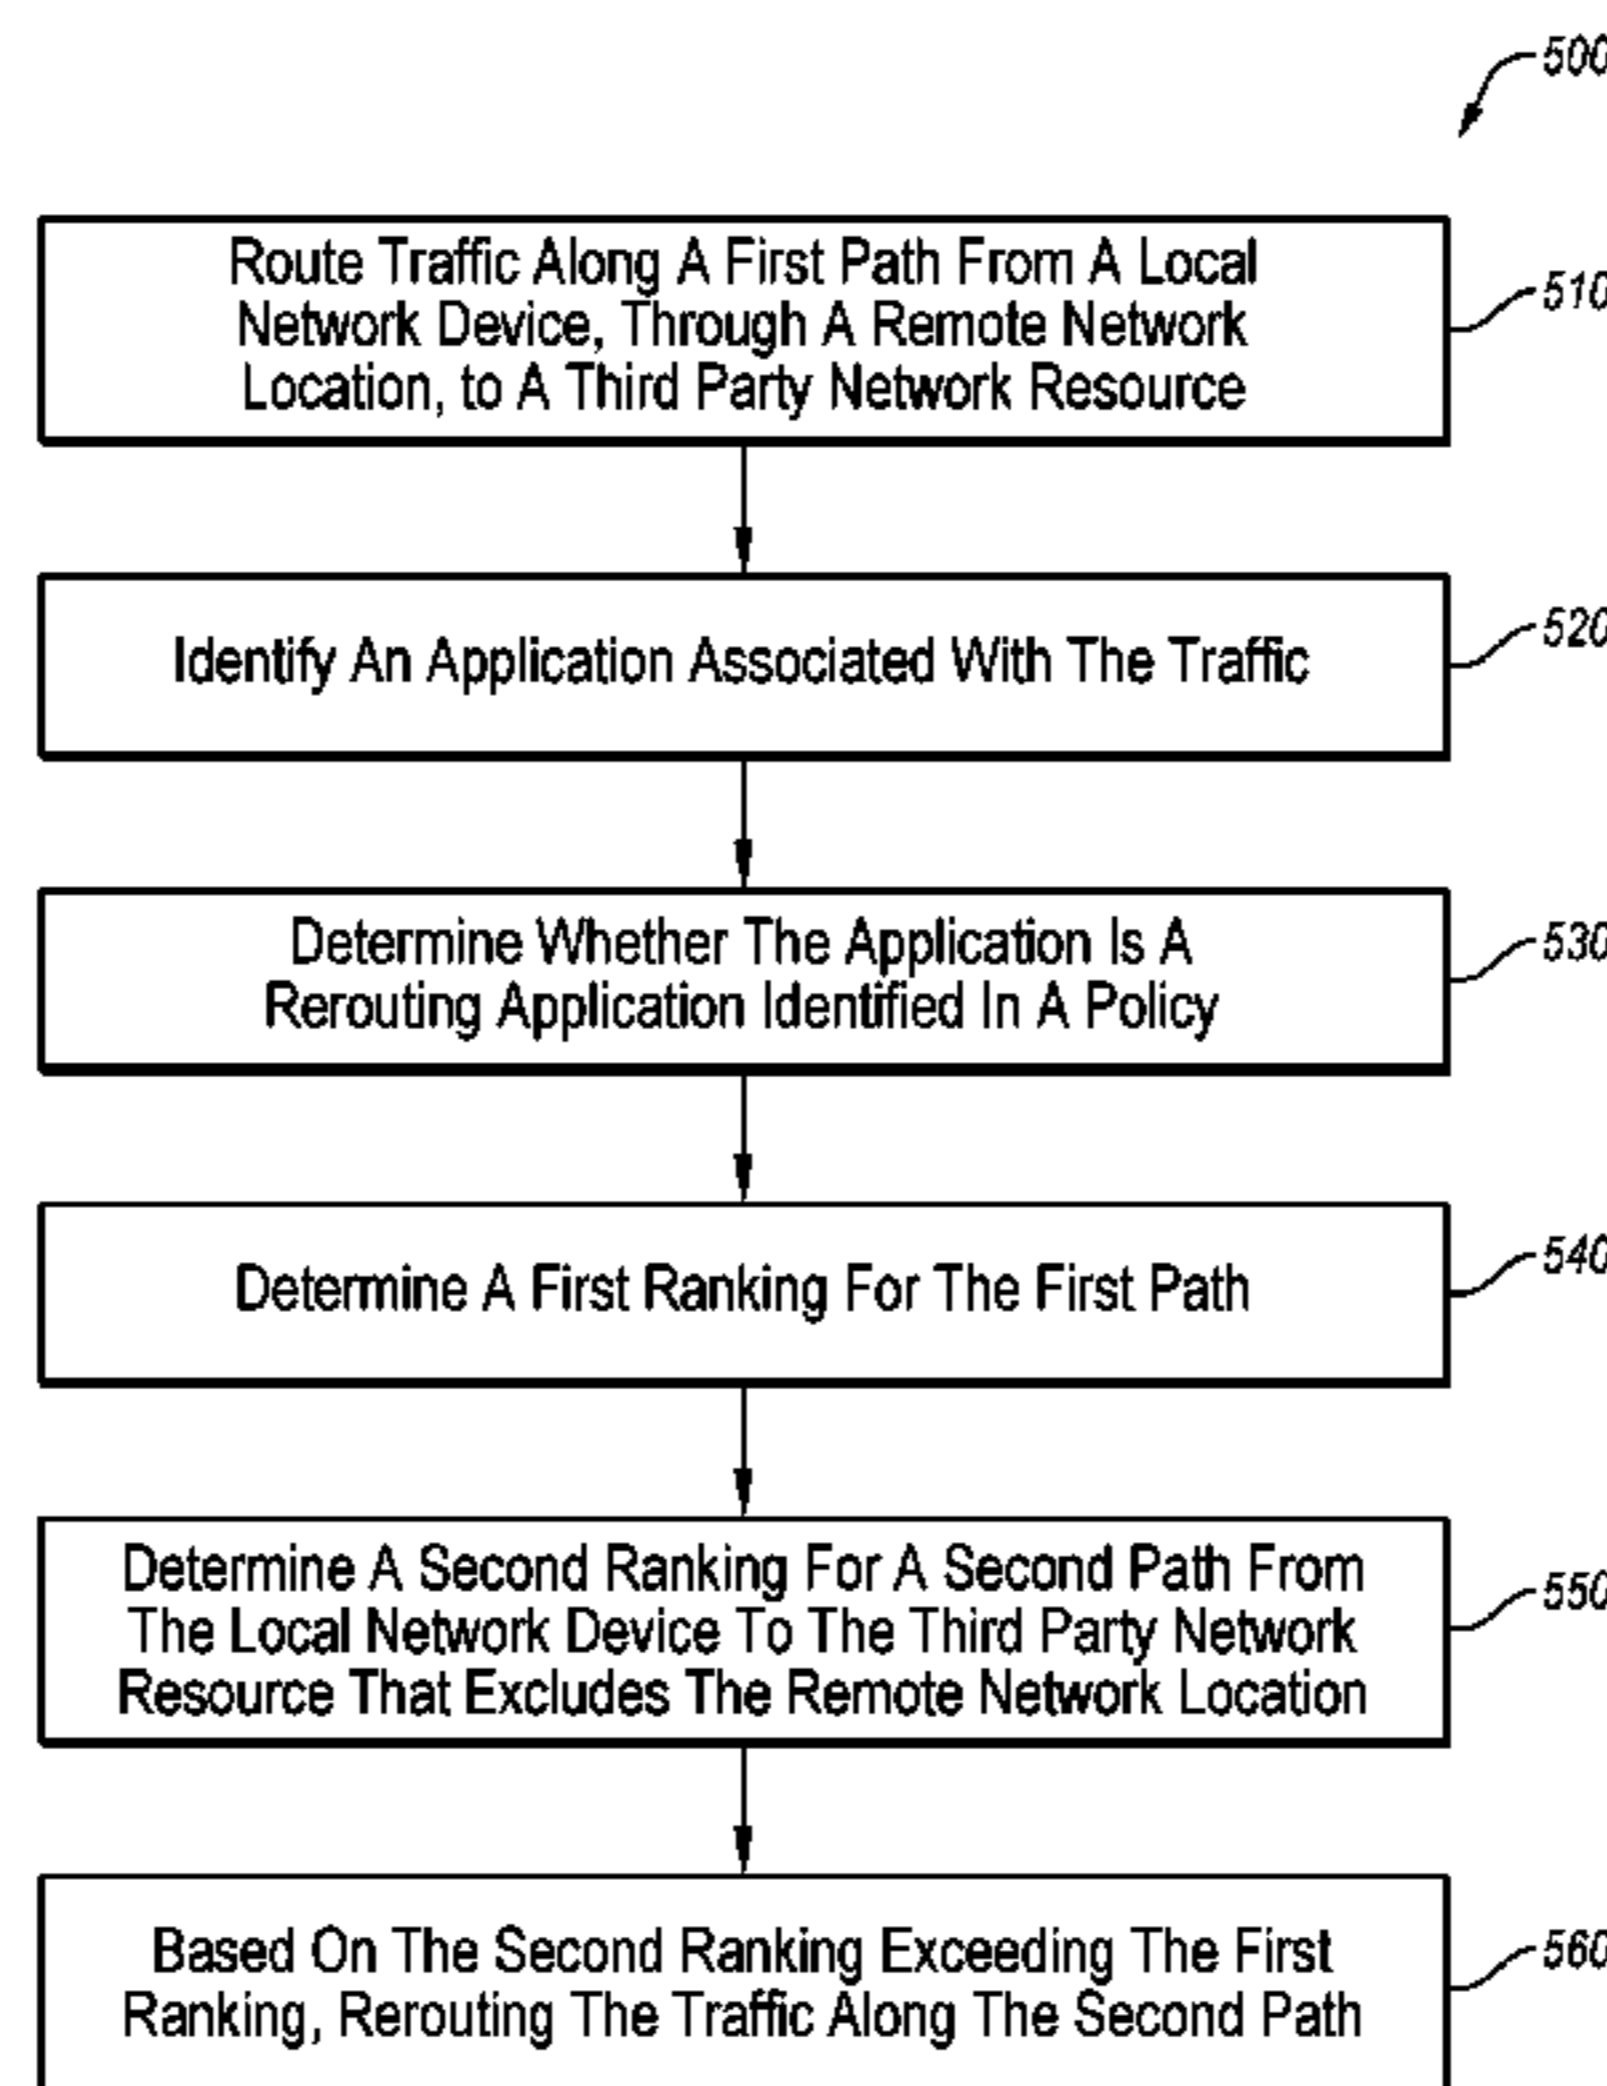 500
Route Traffic Along A First Path From A Local
Network Device, Through A Remote Network
Location, to A Third Party Network Resource
510
Identify An Application Associated With The Traffic
520
Determine Whether The Application Is A
Rerouting Application Identified In A Policy
530
Determine A First Ranking For The First Path
540
Determine A Second Ranking For A Second Path From
The Local Network Device To The Third Party Network
Resource That Excludes The Remote Network Location
550
Based On The Second Ranking Exceeding The First
Ranking, Rerouting The Traffic Along The Second Path
560